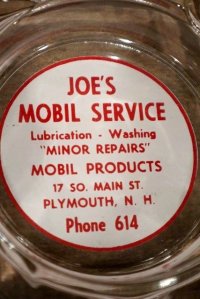 JOE'S
MOBIL SERVICE
Lubrication - Washing
"MINOR REPAIRS"
MOBIL PRODUCTS
17 SO. MAIN ST.
PLYMOUTH, N. H.
Phone 614